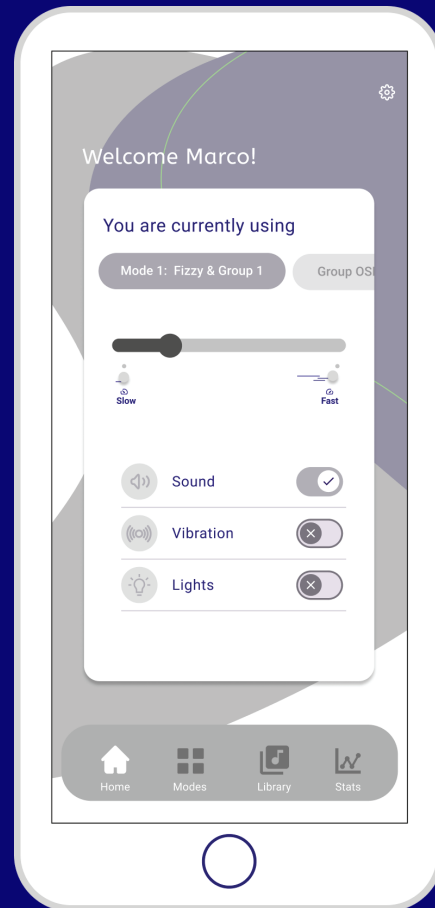 Welcome Marco!
You are currently using
Mode 1: Fizzy & Group 1
Group OSI
Slow
Fast
Sound
Vibration
Lights
Home
Modes
Library
Stats